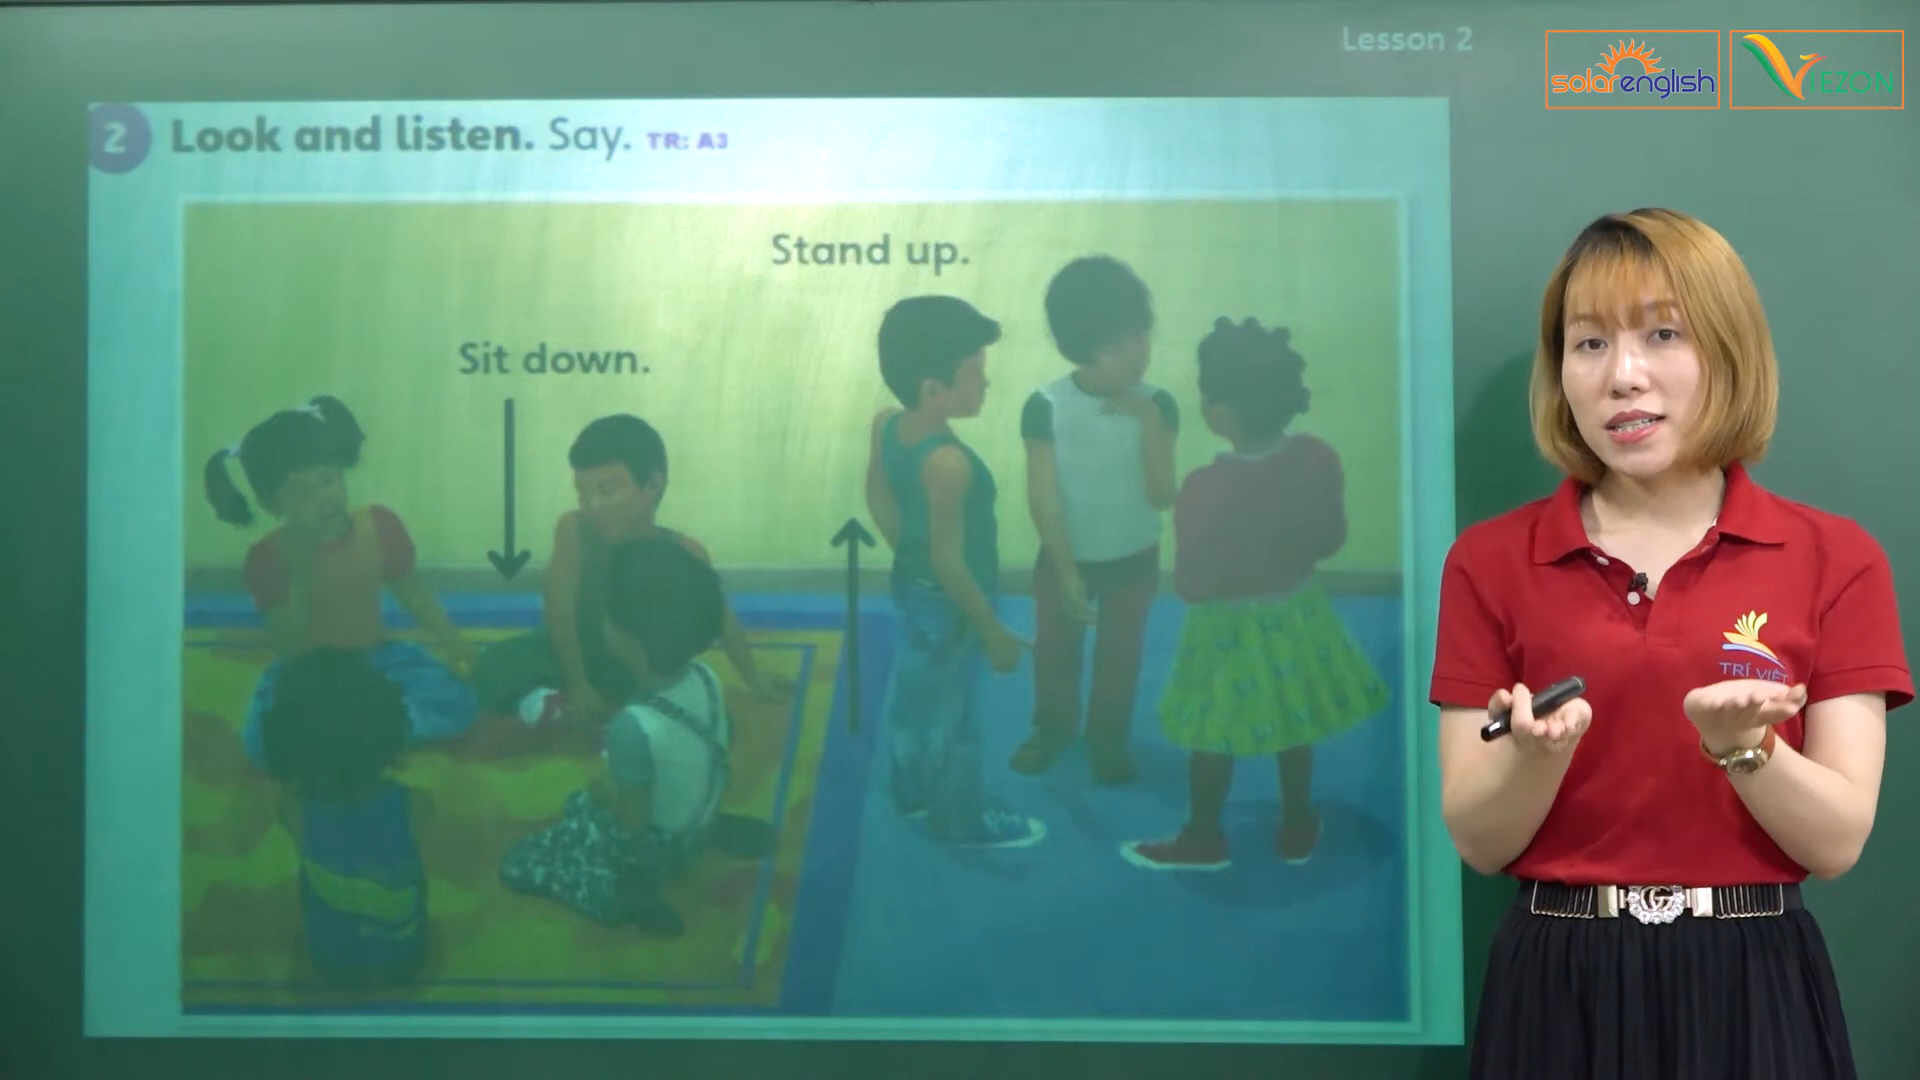 Lesson 2
solarenglish
VIEZON
2 Look and listen. Say. TR: A3
Stand up.
Sit down.
TRÍ VIỆT